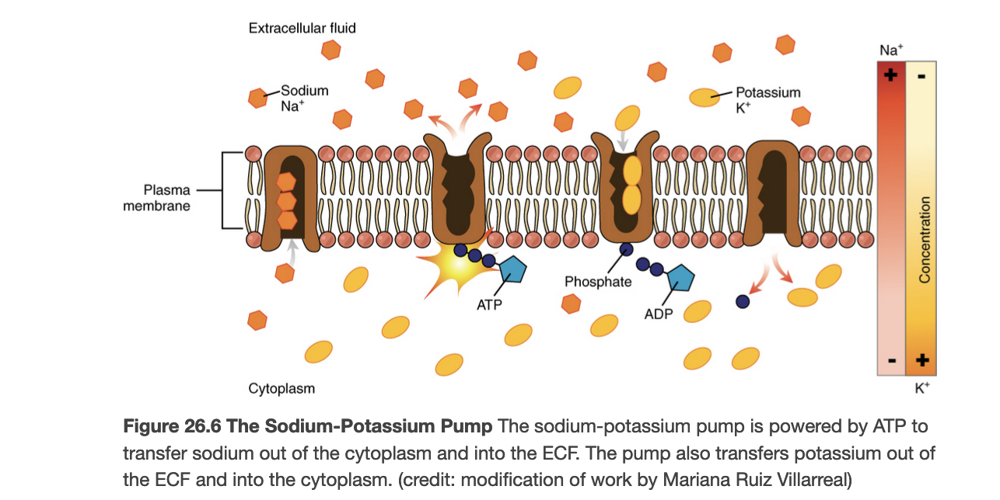 Extracellular fluid
Na⁺
+
-
Sodium
Na⁺
Potassium
K⁺
Plasma
membrane
Concentration
Phosphate
ATP
ADP
-
+
Cytoplasm
K⁺
Figure 26.6 The Sodium-Potassium Pump The sodium-potassium pump is powered by ATP to
transfer sodium out of the cytoplasm and into the ECF. The pump also transfers potassium out of
the ECF and into the cytoplasm. (credit: modification of work by Mariana Ruiz Villarreal)